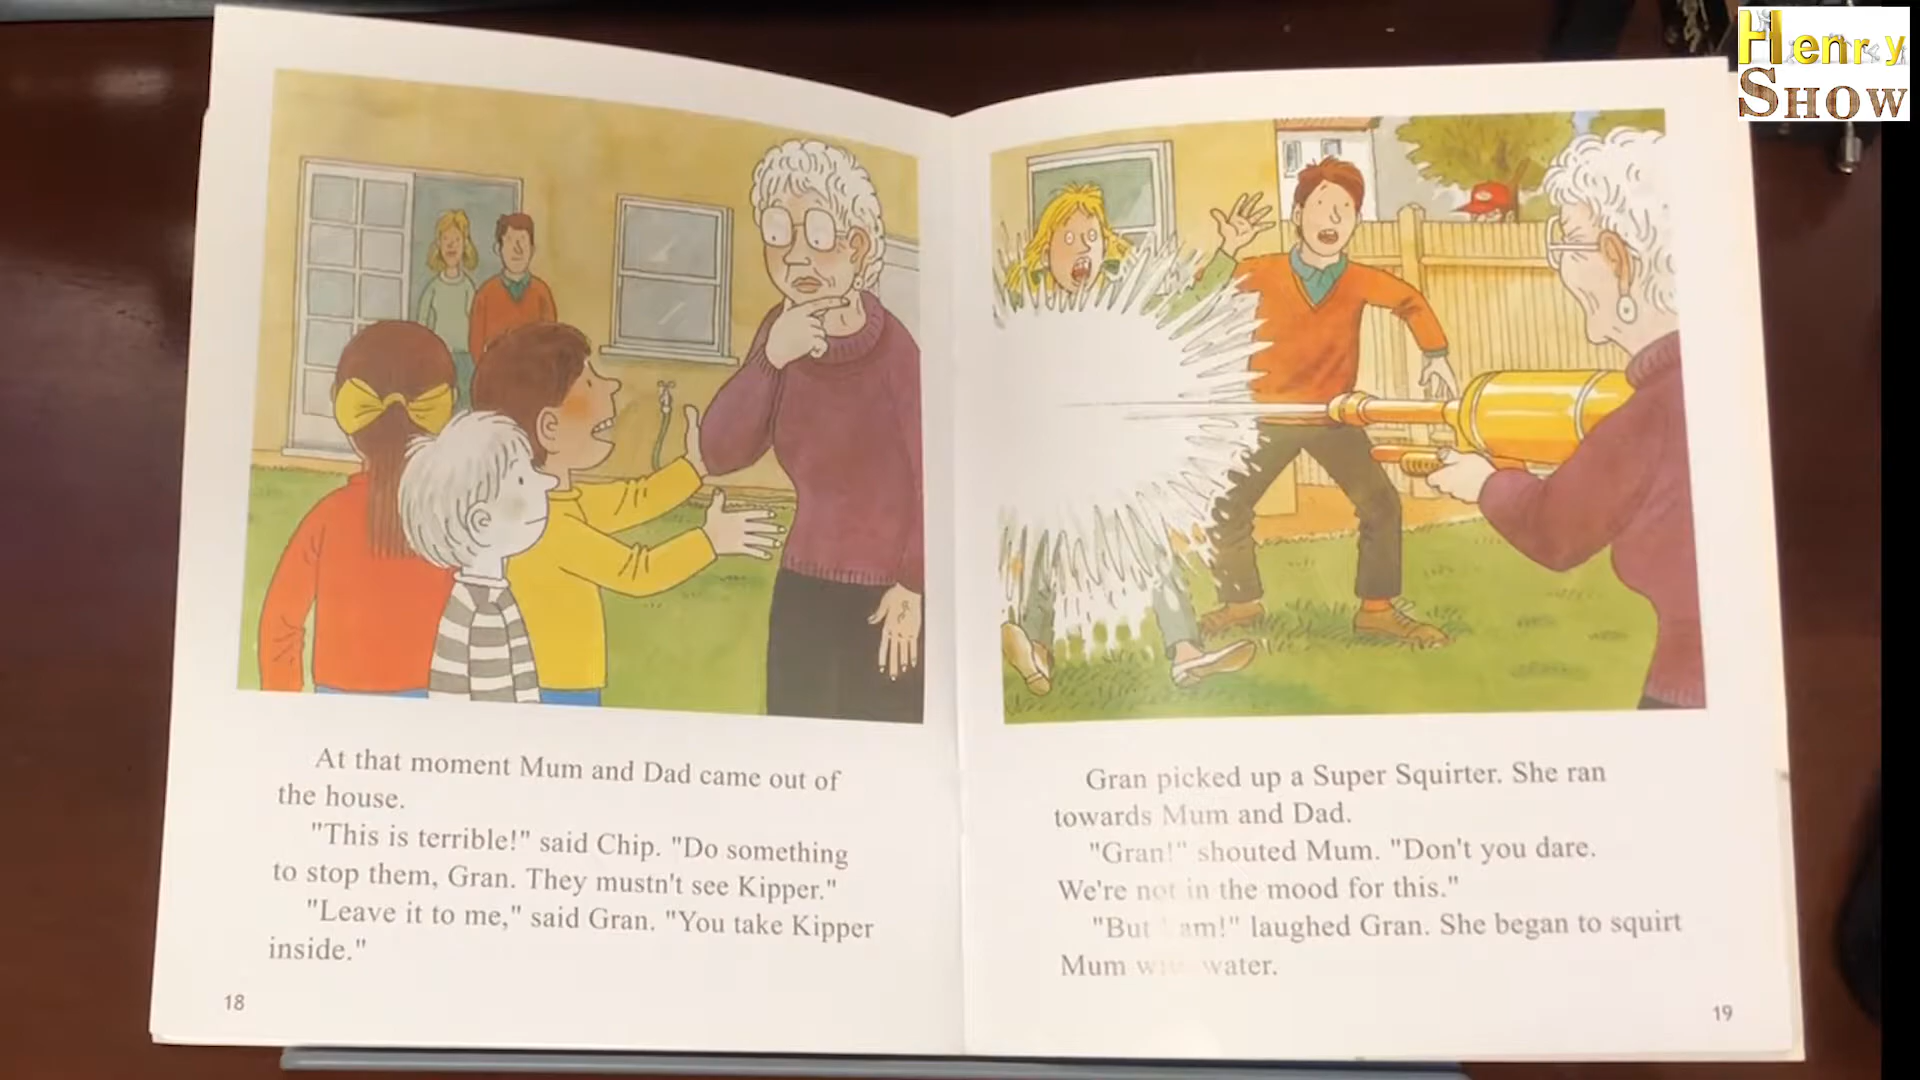 Henry
SHOW
At that moment Mum and Dad came out of
the house.
"This is terrible!" said Chip. "Do something
to stop them, Gran. They mustn't see Kipper."
"Leave it to me," said Gran. "You take Kipper
inside."
18
Gran picked up a Super Squirter. She ran
towards Mum and Dad.
"Gran!" shouted Mum. "Don't you dare.
We're not in the mood for this."
"But I am!" laughed Gran. She began to squirt
Mum with water.
19